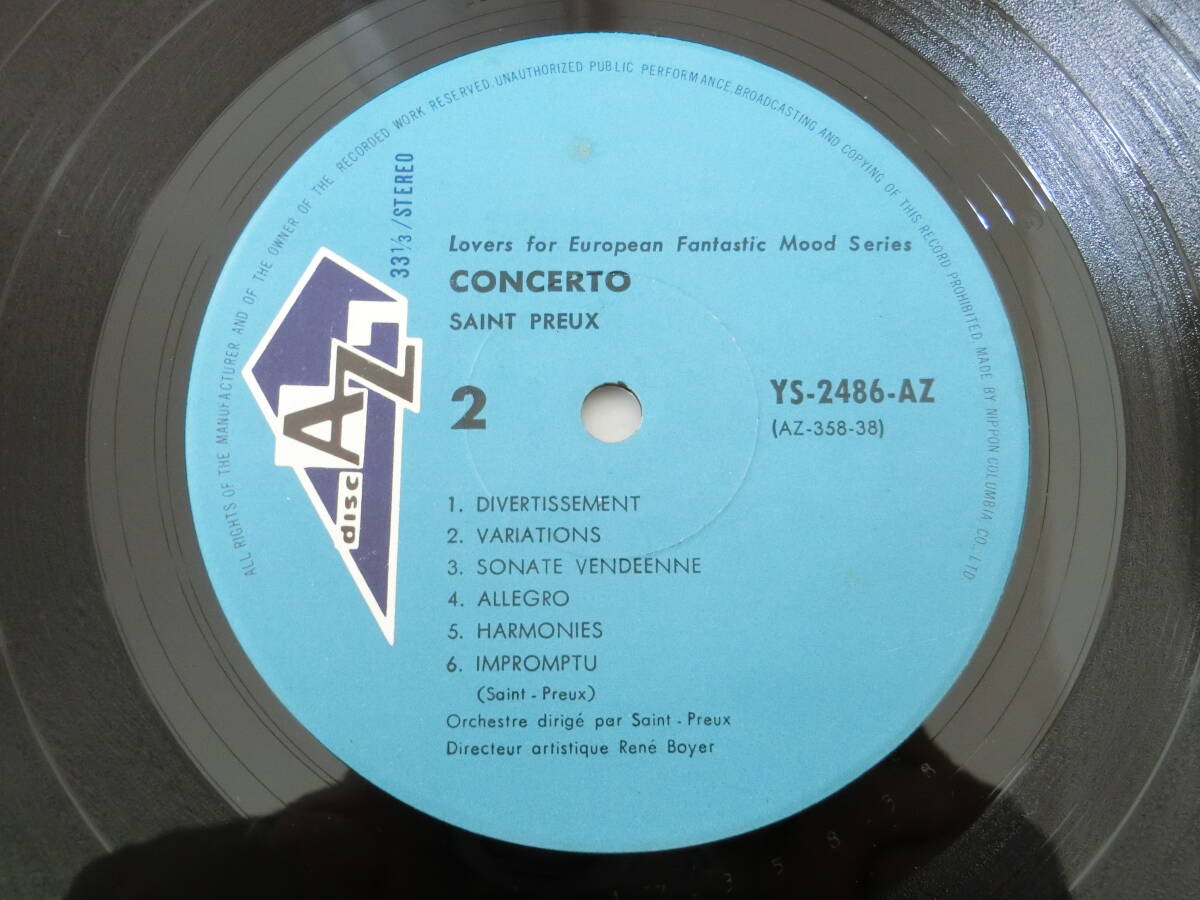 ALL RIGHTS OF THE MANUFACTURER AND OF THE OWNER OF THE RECORDED WORK RESERVED. UNAUTHORIZED PUBLIC PERFORMANCE, BROADCASTING AND COPYING OF THIS RECORD PROHIBITED. MADE BY NIPPON COLUMBIA CO., LTD.
33 1/3 / STEREO
disc AZ
Lovers for European Fantastic Mood Series
CONCERTO
SAINT PREUX
2
YS-2486-AZ
(AZ-358-38)
1. DIVERTISSEMENT
2. VARIATIONS
3. SONATE VENDEENNE
4. ALLEGRO
5. HARMONIES
6. IMPROMPTU
(Saint - Preux)
Orchestre dirigé par Saint - Preux
Directeur artistique René Boyer